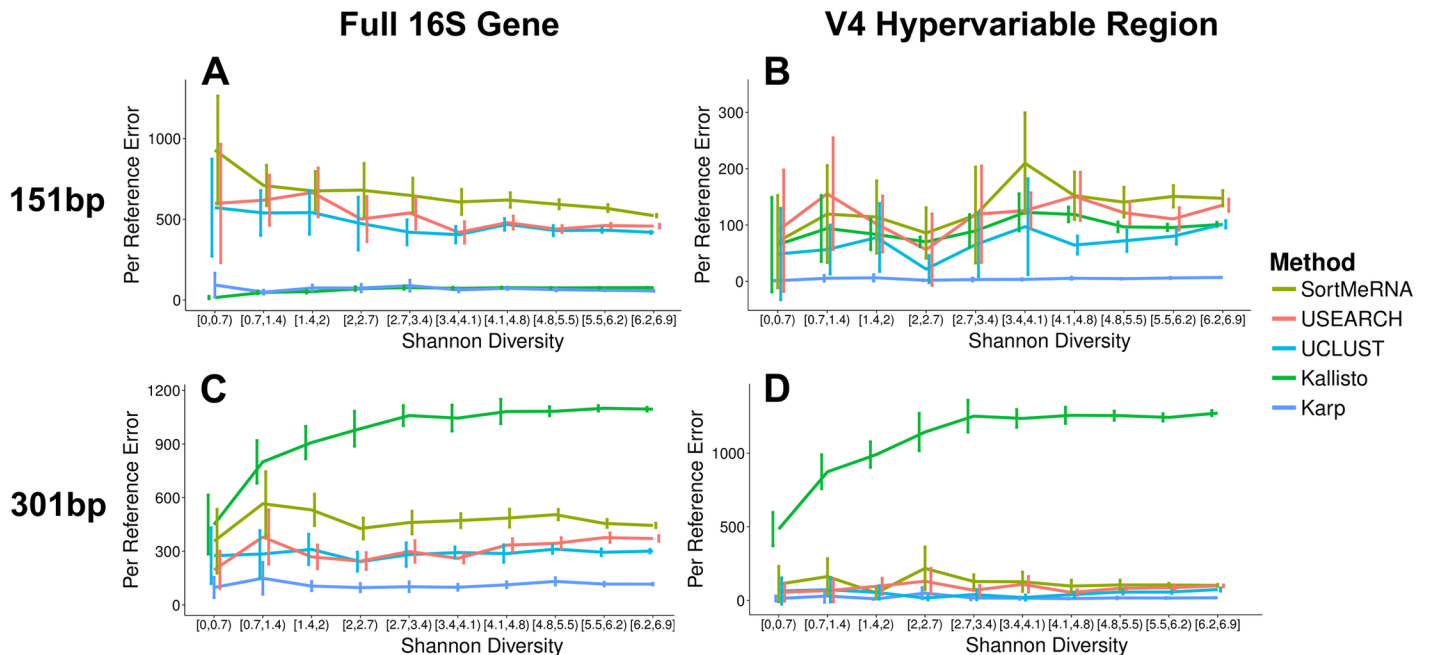 Full 16S Gene
V4 Hypervariable Region
151bp
301bp
A
Per Reference Error
1000
500
0
[0,0.7) [0.7,1.4) [1.4,2) [2,2.7) [2.7,3.4) [3.4,4.1) [4.1,4.8) [4.8,5.5) [5.5,6.2) [6.2,6.9]
Shannon Diversity
B
Per Reference Error
300
200
100
0
[0,0.7) [0.7,1.4) [1.4,2) [2,2.7) [2.7,3.4) [3.4,4.1) [4.1,4.8) [4.8,5.5) [5.5,6.2) [6.2,6.9]
Shannon Diversity
Method
SortMeRNA
USEARCH
UCLUST
Kallisto
Karp
C
Per Reference Error
1200
900
600
300
0
[0,0.7) [0.7,1.4) [1.4,2) [2,2.7) [2.7,3.4) [3.4,4.1) [4.1,4.8) [4.8,5.5) [5.5,6.2) [6.2,6.9]
Shannon Diversity
D
Per Reference Error
1000
500
0
[0,0.7) [0.7,1.4) [1.4,2) [2,2.7) [2.7,3.4) [3.4,4.1) [4.1,4.8) [4.8,5.5) [5.5,6.2) [6.2,6.9]
Shannon Diversity